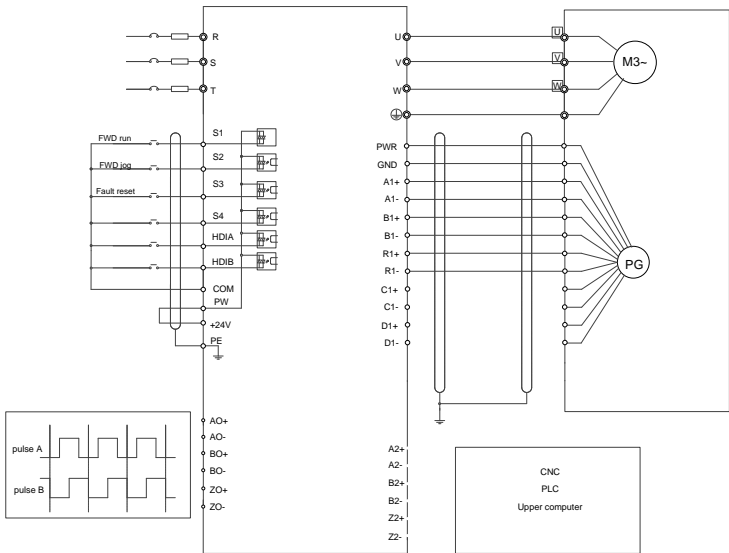 R
S
T
FWD run
FWD jog
Fault reset
S1
S2
S3
S4
HDIA
HDIB
COM
PW
+24V
PE
U
V
W
U
V
W
M3~
PWR
GND
A1+
A1-
B1+
B1-
R1+
R1-
C1+
C1-
D1+
D1-
PG
pulse A
pulse B
AO+
AO-
BO+
BO-
ZO+
ZO-
A2+
A2-
B2+
B2-
Z2+
Z2-
CNC
PLC
Upper computer